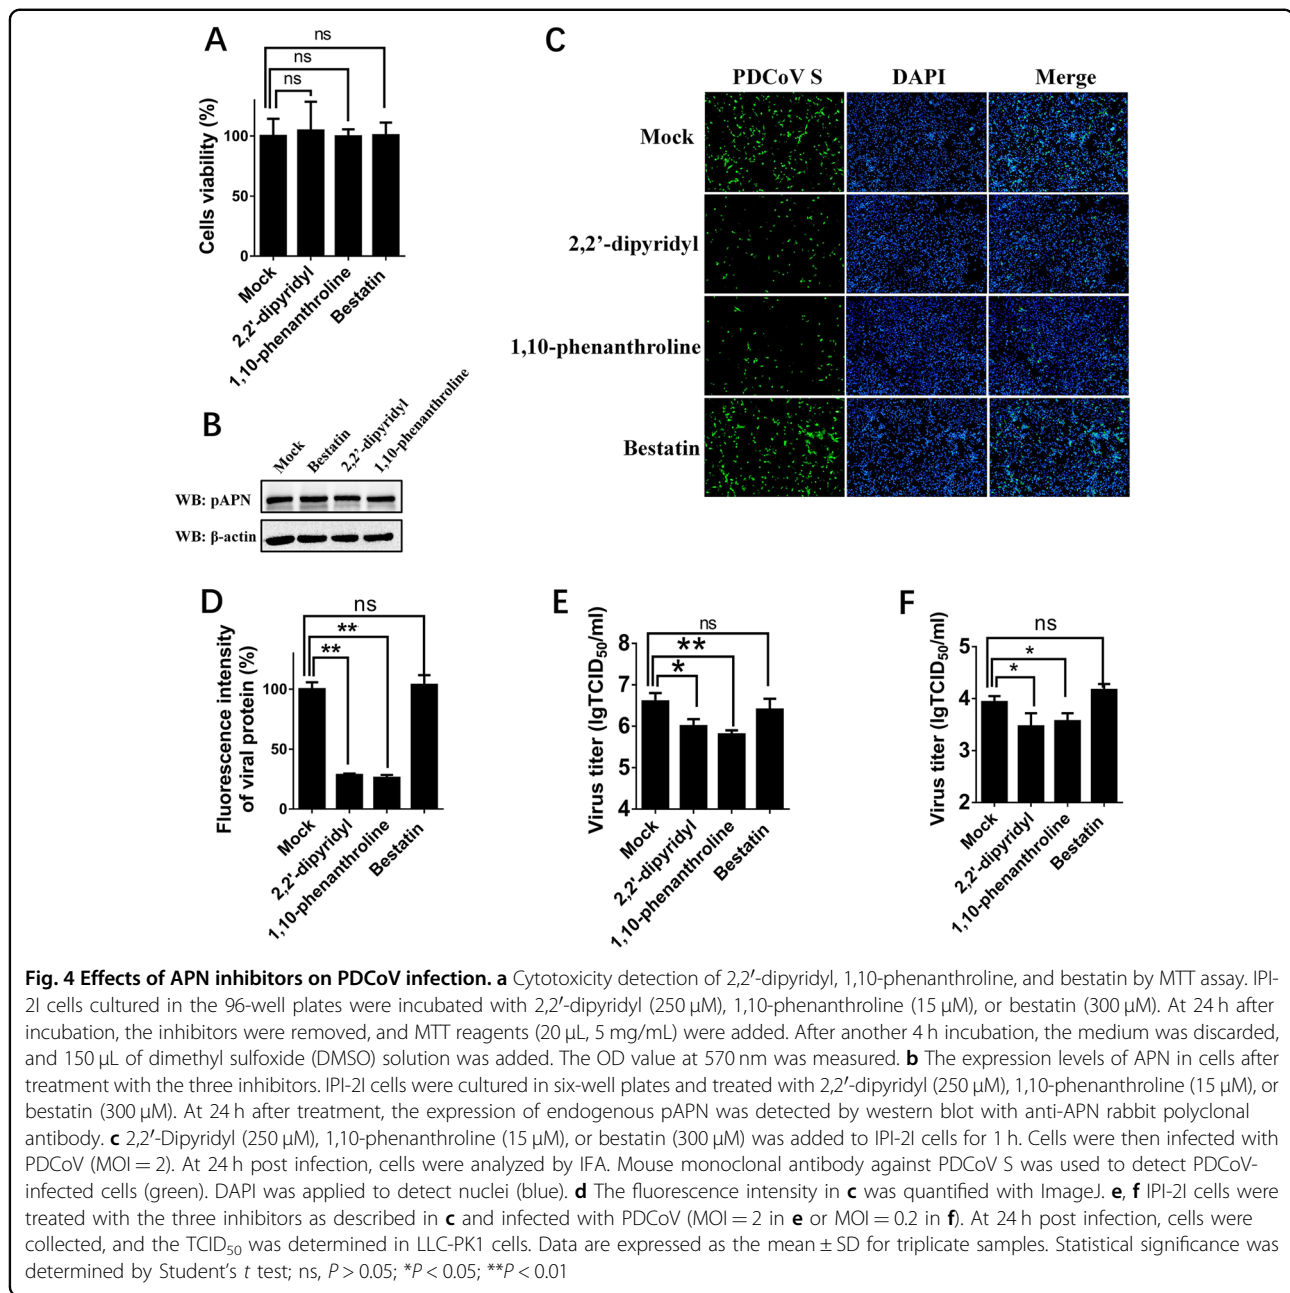 A
ns
ns
ns
Cells viability (%)
100
50
0
Mock
2,2'-dipyridyl
1,10-phenanthroline
Bestatin
B
Mock
Bestatin
2,2'-dipyridyl
1,10-phenanthroline
WB: pAPN
WB: β-actin
C
PDCoV S DAPI Merge
Mock
2,2'-dipyridyl
1,10-phenanthroline
Bestatin
D
ns
**
**
Fluorescence intensity
of viral protein (%)
100
50
0
Mock
2,2'-dipyridyl
1,10-phenanthroline
Bestatin
E
ns
**
*
Virus titer (lgTCID50/ml)
8
7
6
5
4
Mock
2,2'-dipyridyl
1,10-phenanthroline
Bestatin
F
ns
*
*
Virus titer (lgTCID50/ml)
5
4
3
2
Mock
2,2'-dipyridyl
1,10-phenanthroline
Bestatin
Fig. 4 Effects of APN inhibitors on PDCoV infection. a Cytotoxicity detection of 2,2′-dipyridyl, 1,10-phenanthroline, and bestatin by MTT assay. IPI-
2I cells cultured in the 96-well plates were incubated with 2,2′-dipyridyl (250 µM), 1,10-phenanthroline (15 µM), or bestatin (300 µM). At 24 h after
incubation, the inhibitors were removed, and MTT reagents (20 µL, 5 mg/mL) were added. After another 4 h incubation, the medium was discarded,
and 150 µL of dimethyl sulfoxide (DMSO) solution was added. The OD value at 570 nm was measured. b The expression levels of APN in cells after
treatment with the three inhibitors. IPI-2I cells were cultured in six-well plates and treated with 2,2′-dipyridyl (250 µM), 1,10-phenanthroline (15 µM), or
bestatin (300 µM). At 24 h after treatment, the expression of endogenous pAPN was detected by western blot with anti-APN rabbit polyclonal
antibody. c 2,2′-Dipyridyl (250 µM), 1,10-phenanthroline (15 µM), or bestatin (300 µM) was added to IPI-2I cells for 1 h. Cells were then infected with
PDCoV (MOI = 2). At 24 h post infection, cells were analyzed by IFA. Mouse monoclonal antibody against PDCoV S was used to detect PDCoV-
infected cells (green). DAPI was applied to detect nuclei (blue). d The fluorescence intensity in c was quantified with ImageJ. e, f IPI-2I cells were
treated with the three inhibitors as described in c and infected with PDCoV (MOI = 2 in e or MOI = 0.2 in f). At 24 h post infection, cells were
collected, and the TCID50 was determined in LLC-PK1 cells. Data are expressed as the mean ± SD for triplicate samples. Statistical significance was
determined by Student's t test; ns, P > 0.05; *P < 0.05; **P < 0.01